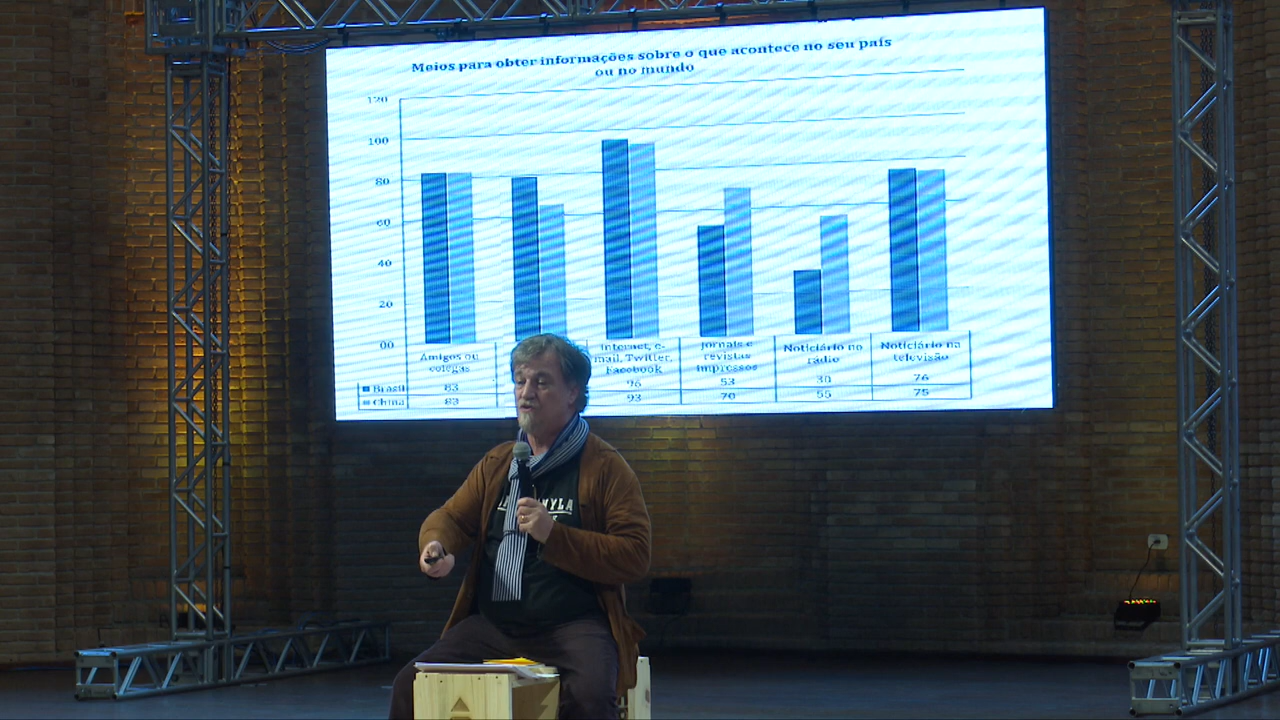 Meios para obter informações sobre o que acontece no seu país
ou no mundo
120
100
80
60
40
20
00
Amigos ou colegas
Internet, e-mail, Twitter, Facebook
Jornais e revistas impressos
Noticiário no rádio
Noticiário na televisão
Brasil 83 96 53 30 76
China 83 93 70 55 75
NYLA